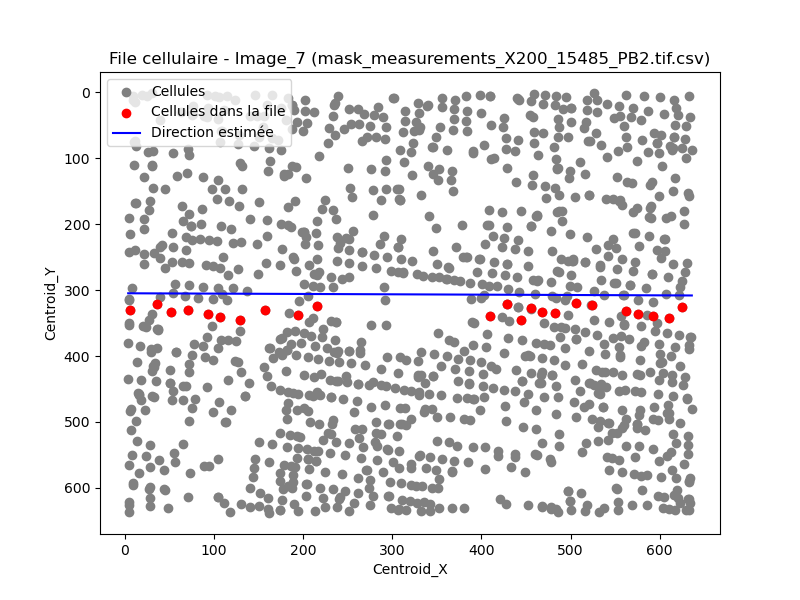 File cellulaire - Image_7 (mask_measurements_X200_15485_PB2.tif.csv)
Cellules
Cellules dans la file
Direction estimée
Centroid_Y
0
100
200
300
400
500
600
0 100 200 300 400 500 600
Centroid_X